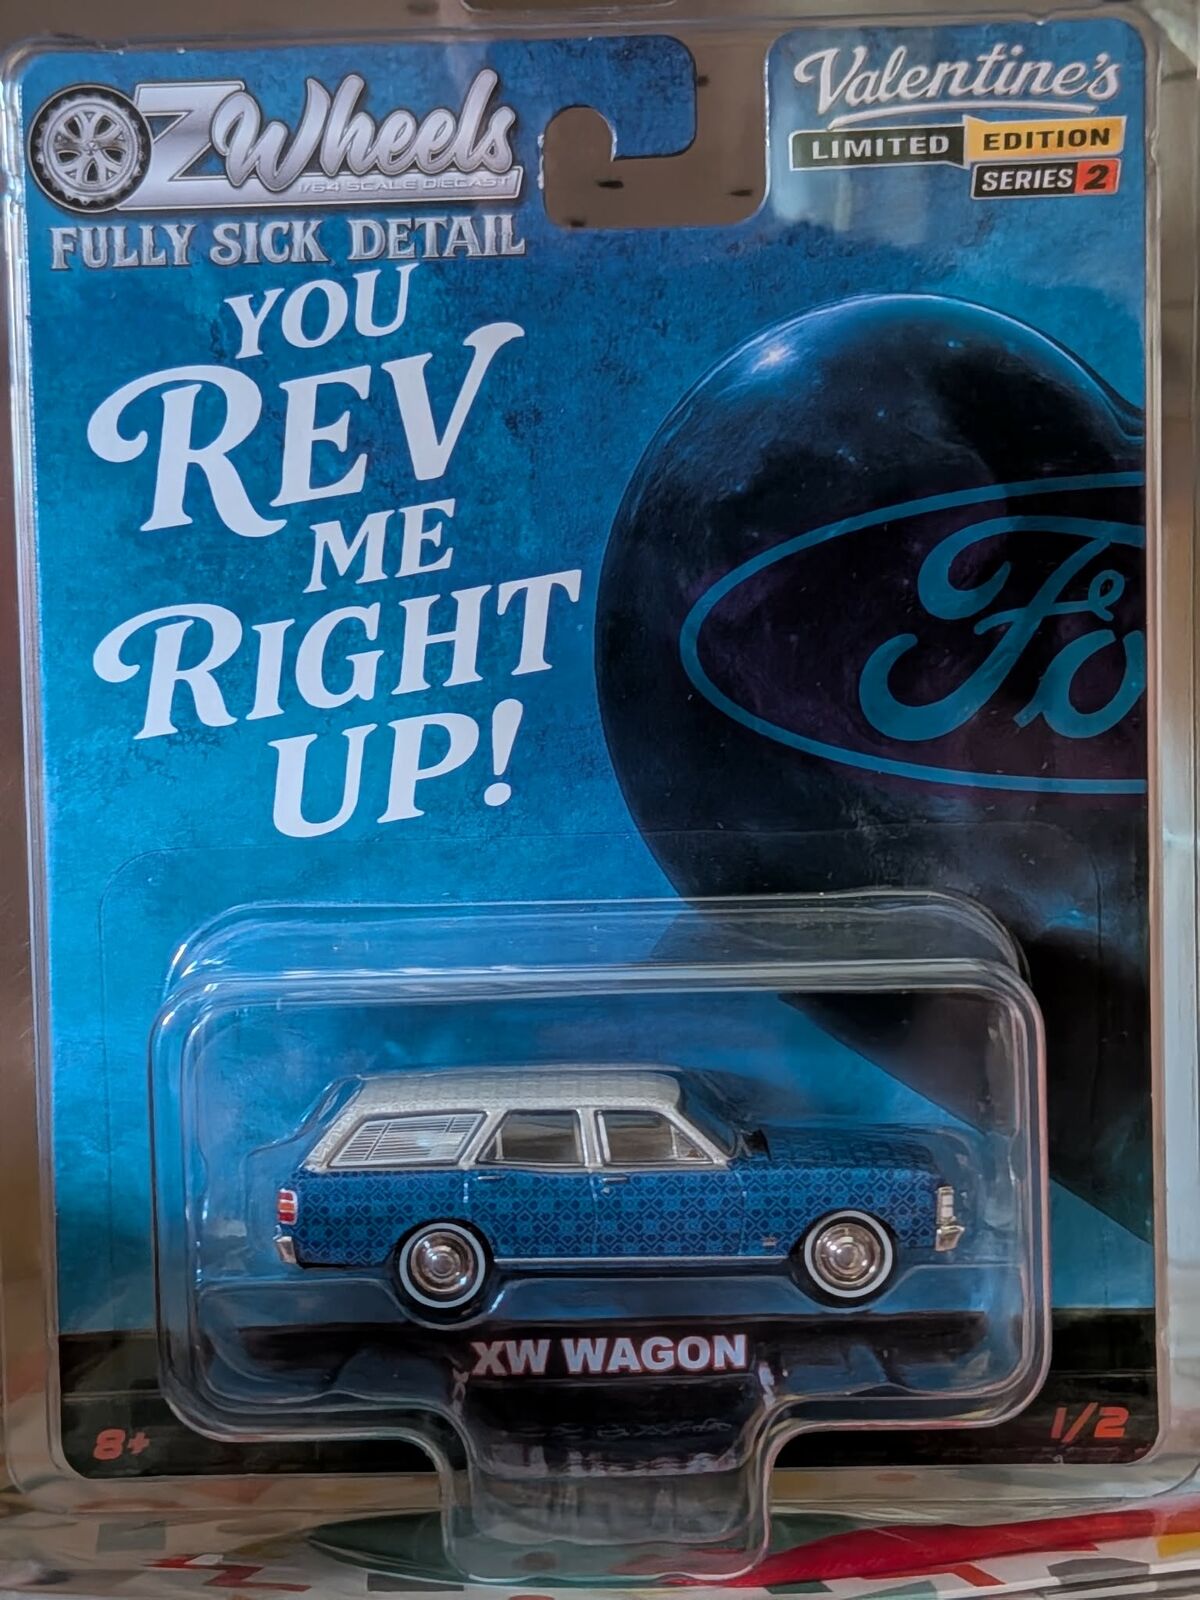 OZWheels
1/64 SCALE DIECAST
FULLY SICK DETAIL
Valentine's
LIMITED EDITION
SERIES 2
YOU
REV
ME
RIGHT
UP!
XW WAGON
8+
1/2